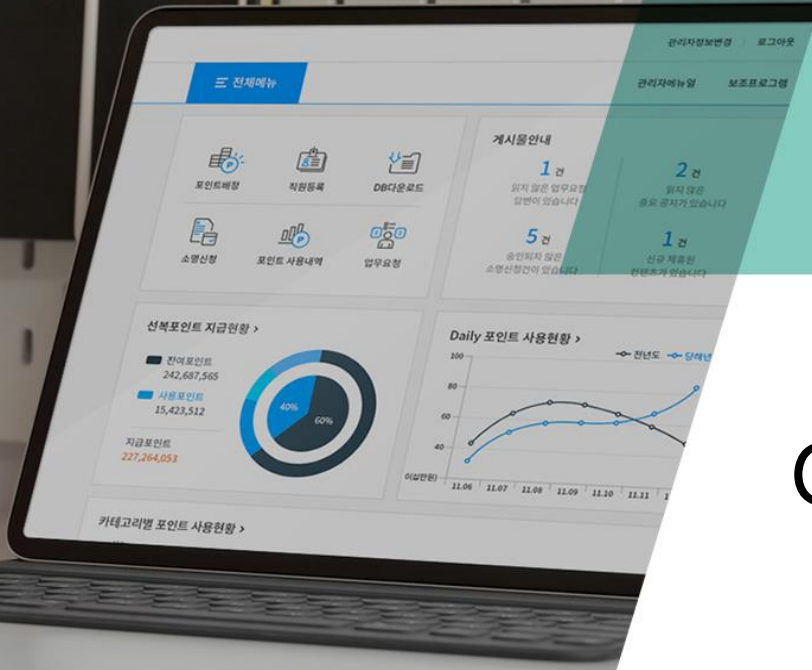 관리자정보변경 로그아웃
전체메뉴
관리자메뉴얼 보조프로그램
포인트배정 직원등록 DB다운로드
소명신청 포인트 사용내역 업무요청
게시물안내
1 건
읽지 않은 업무요청
답변이 있습니다
2 건
읽지 않은
중요 공지가 있습니다
5 건
승인되지 않은
소명신청건이 있습니다
1 건
신규 제휴된
컨텐츠가 있습니다
선복포인트 지급현황 >
잔여포인트
242,687,565
사용포인트
15,423,512
지급포인트
227,264,053
40%
60%
Daily 포인트 사용현황 >
전년도 당해년
100
80
60
40
0(십만원)
11.06 11.07 11.08 11.09 11.10 11.11
카테고리별 포인트 사용현황 >